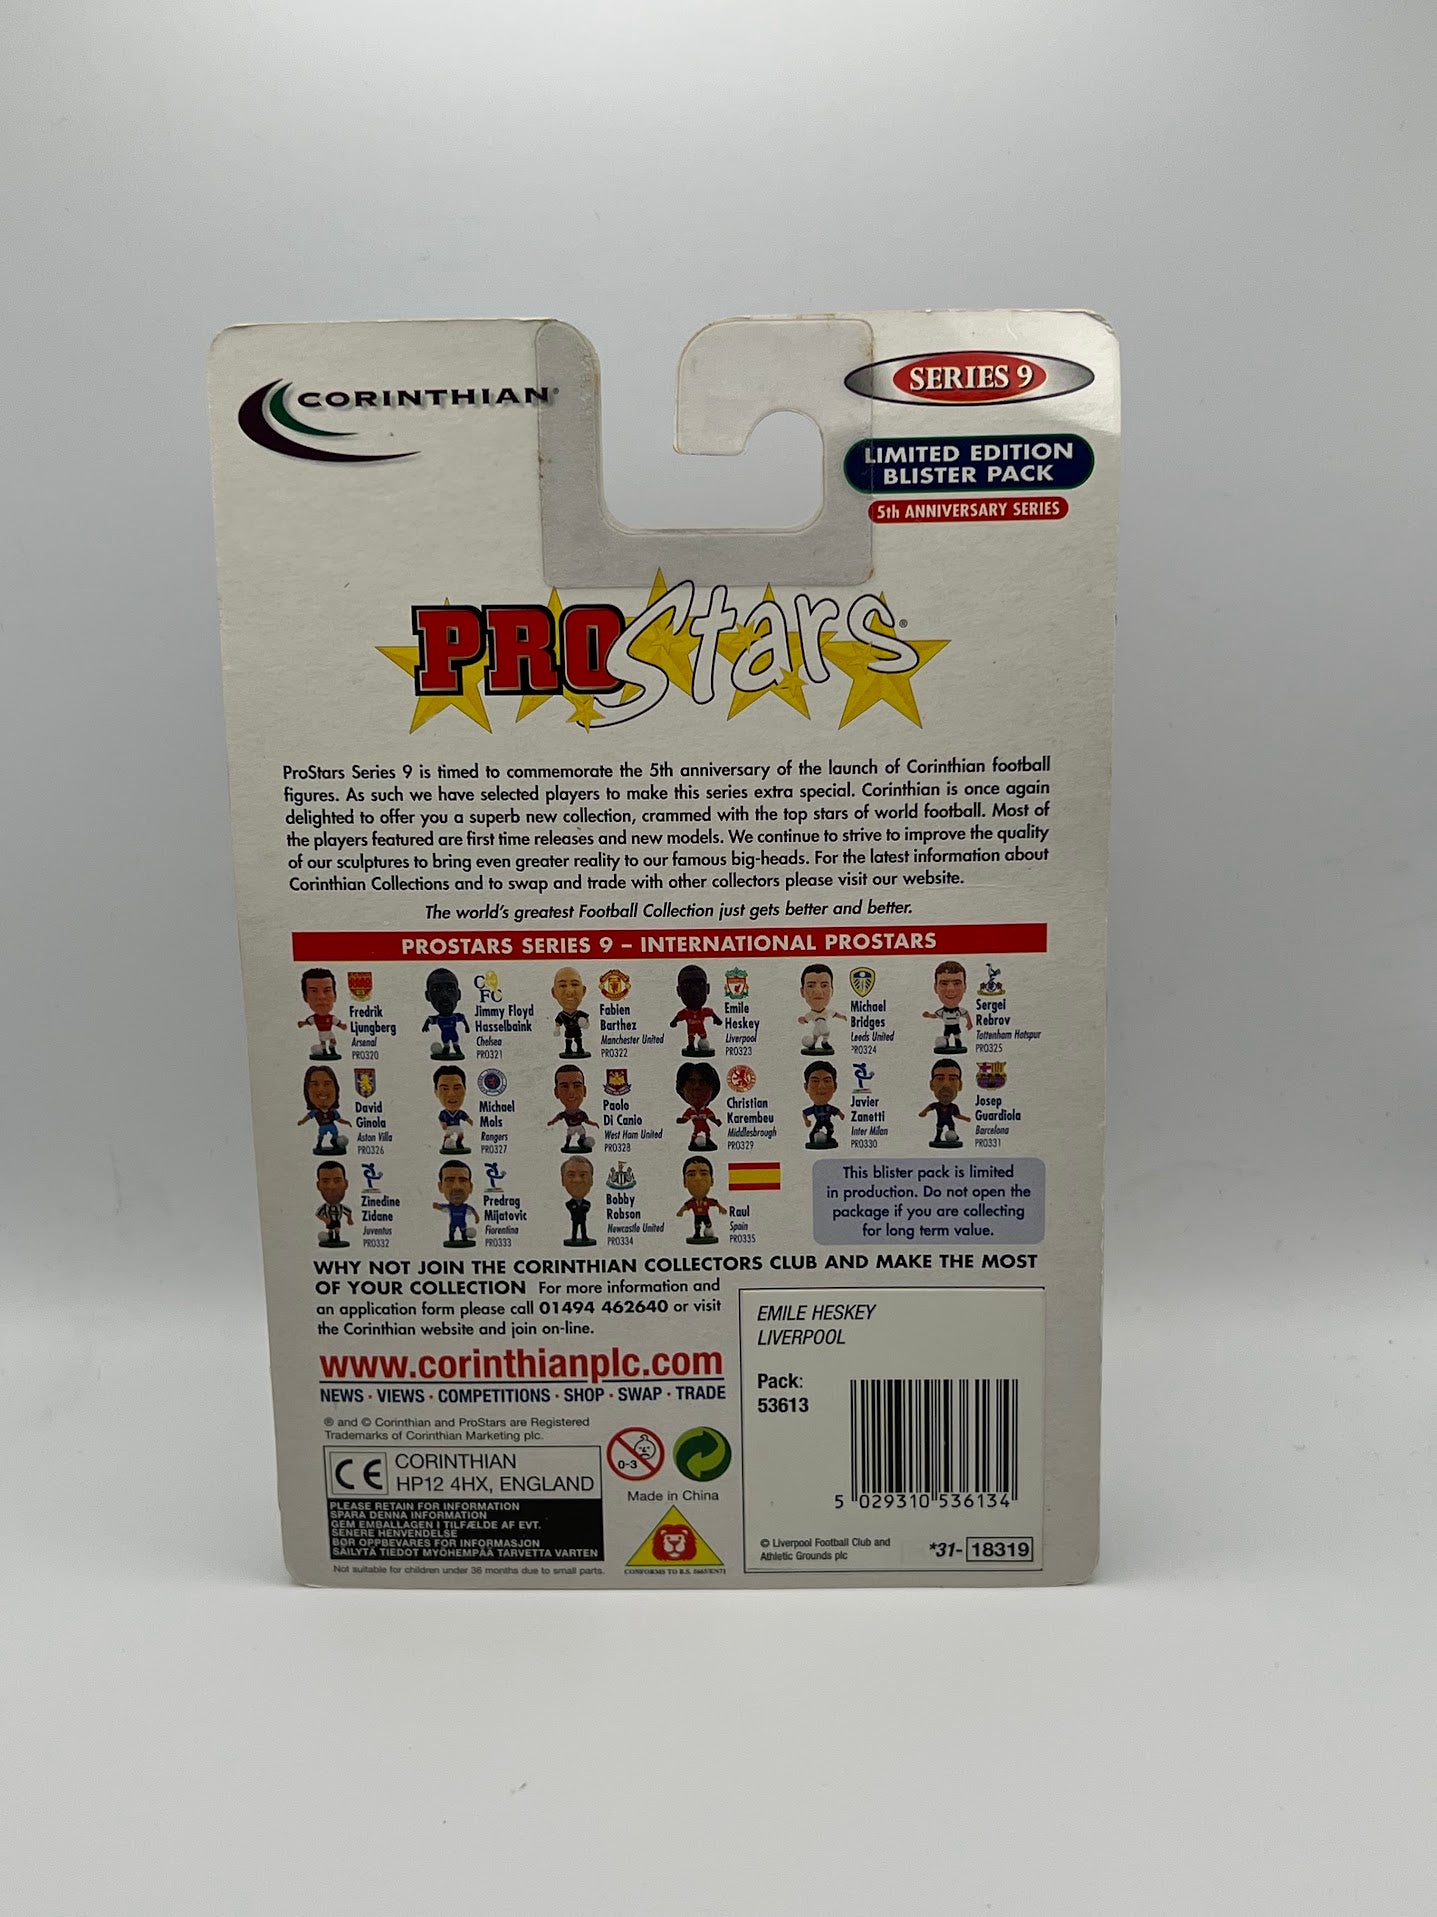 CORINTHIAN®
SERIES 9
LIMITED EDITION
BLISTER PACK
5th ANNIVERSARY SERIES
PROStars®
ProStars Series 9 is timed to commemorate the 5th anniversary of the launch of Corinthian football
figures. As such we have selected players to make this series extra special. Corinthian is once again
delighted to offer you a superb new collection, crammed with the top stars of world football. Most of
the players featured are first time releases and new models. We continue to strive to improve the quality
of our sculptures to bring even greater reality to our famous big-heads. For the latest information about
Corinthian Collections and to swap and trade with other collectors please visit our website.
The world's greatest Football Collection just gets better and better.
PROSTARS SERIES 9 – INTERNATIONAL PROSTARS
Fredrik
Ljungberg
Arsenal
PRO320
CFC
Jimmy Floyd
Hasselbaink
Chelsea
PRO321
Fabien
Barthez
Manchester United
PRO322
Emile
Heskey
Liverpool
PRO323
Michael
Bridges
Leeds United
PRO324
Sergei
Rebrov
Tottenham Hotspur
PRO325
David
Ginola
Aston Villa
PRO326
Michael
Mols
Rangers
PRO327
Paolo
Di Canio
West Ham United
PRO328
Christian
Karembeu
Middlesbrough
PRO329
Javier
Zanetti
Inter Milan
PRO330
Josep
Guardiola
Barcelona
PRO331
Zinedine
Zidane
Juventus
PRO332
Predrag
Mijatovic
Fiorentina
PRO333
Bobby
Robson
Newcastle United
PRO334
Raul
Spain
PRO335
This blister pack is limited
in production. Do not open the
package if you are collecting
for long term value.
WHY NOT JOIN THE CORINTHIAN COLLECTORS CLUB AND MAKE THE MOST
OF YOUR COLLECTION For more information and
an application form please call 01494 462640 or visit
the Corinthian website and join on-line.
www.corinthianplc.com
NEWS · VIEWS · COMPETITIONS · SHOP · SWAP · TRADE
® and © Corinthian and ProStars are Registered
Trademarks of Corinthian Marketing plc.
CE
CORINTHIAN
HP12 4HX, ENGLAND
PLEASE RETAIN FOR INFORMATION
SPARA DENNA INFORMATION
GEM EMBALLAGEN I TILFÆLDE AF EVT.
SENERE HENVENDELSE
BØR OPPBEVARES FOR INFORMASJON
SÄILYTÄ TIEDOT MYÖHEMPÄÄ TARVETTA VARTEN
Not suitable for children under 36 months due to small parts.
0-3
Made in China
CONFORMS TO B.S. 5665/EN71
EMILE HESKEY
LIVERPOOL
Pack:
53613
5 029310 536134
© Liverpool Football Club and
Athletic Grounds plc
*31- 18319